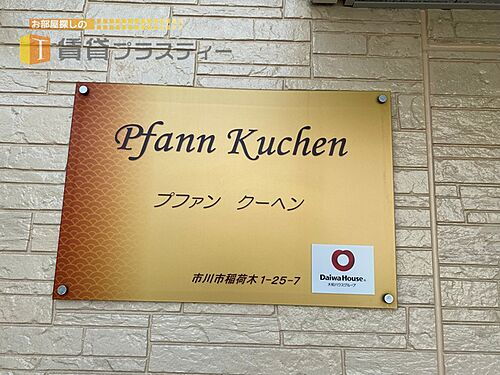 お部屋探しの
賃貸プラスティー
Pfann Kuchen
プファン クーヘン
市川市稲荷木1-25-7
Daiwa House®
大和ハウスグループ